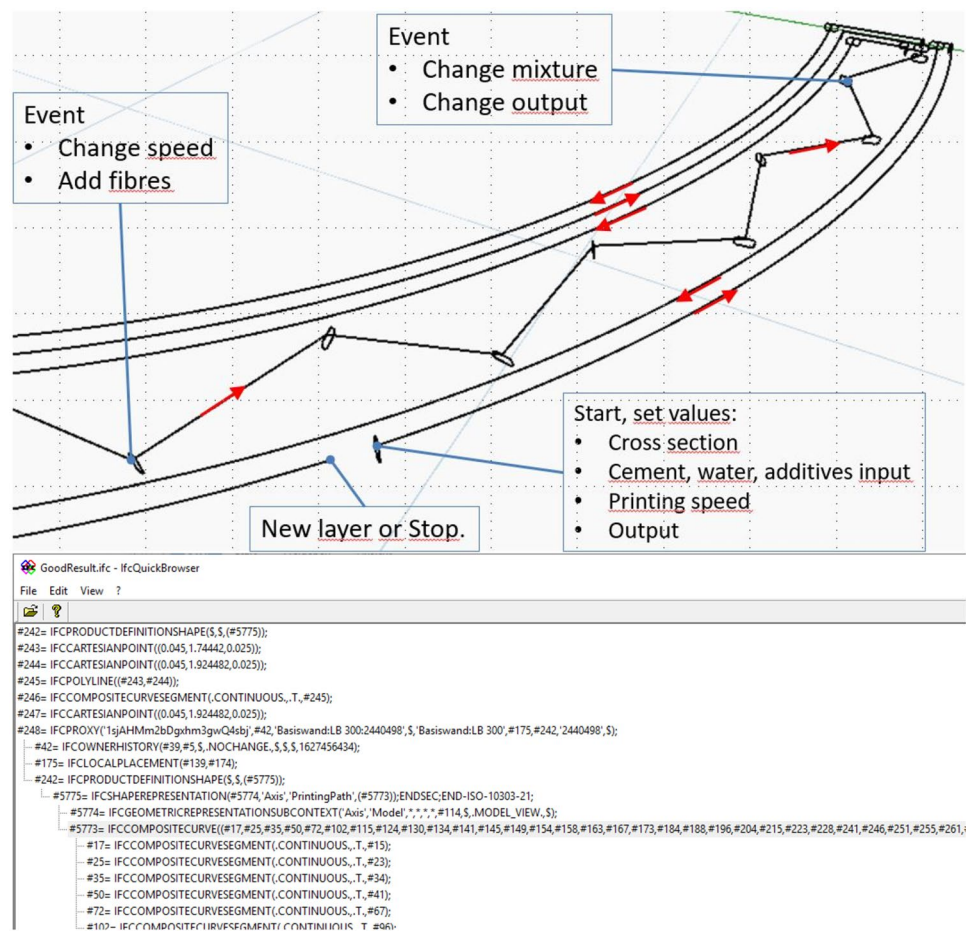 Event
• Change mixture
• Change output
Event
• Change speed
• Add fibres
Start, set values:
• Cross section
• Cement, water, additives input
• Printing speed
• Output
New layer or Stop.
GoodResult.ifc - IfcQuickBrowser
File Edit View ?
#242= IFCPRODUCTDEFINITIONSHAPE($,$,(#5775));
#243= IFCCARTESIANPOINT((0.045,1.74442,0.025));
#244= IFCCARTESIANPOINT((0.045,1.924482,0.025));
#245= IFCPOLYLINE((#243,#244));
#246= IFCCOMPOSITECURVESEGMENT(.CONTINUOUS.,.T.,#245);
#247= IFCCARTESIANPOINT((0.045,1.924482,0.025));
#248= IFCPROXY('1sjAHMm2bDgxhm3gwQ4sbj',#42,'Basiswand:LB 300:2440498',$,'Basiswand:LB 300',#175,#242,'2440498',$);
#42= IFCOWNERHISTORY(#39,#5,$,.NOCHANGE.,$,$,$,1627456434);
#175= IFCLOCALPLACEMENT(#139,#174);
#242= IFCPRODUCTDEFINITIONSHAPE($,$,(#5775));
#5775= IFCSHAPEREPRESENTATION(#5774,'Axis','PrintingPath',(#5773));ENDSEC;END-ISO-10303-21;
#5774= IFCGEOMETRICREPRESENTATIONSUBCONTEXT('Axis','Model',*,*,*,*,#114,$,.MODEL_VIEW.,$);
#5773= IFCCOMPOSITECURVE((#17,#25,#35,#50,#72,#102,#115,#124,#130,#134,#141,#145,#149,#154,#158,#163,#167,#173,#184,#188,#196,#204,#215,#223,#228,#241,#246,#251,#255,#261,
#17= IFCCOMPOSITECURVESEGMENT(.CONTINUOUS.,.T.,#15);
#25= IFCCOMPOSITECURVESEGMENT(.CONTINUOUS.,.T.,#23);
#35= IFCCOMPOSITECURVESEGMENT(.CONTINUOUS.,.T.,#34);
#50= IFCCOMPOSITECURVESEGMENT(.CONTINUOUS.,.T.,#41);
#72= IFCCOMPOSITECURVESEGMENT(.CONTINUOUS.,.T.,#67);
#102= IFCCOMPOSITECURVESEGMENT(.CONTINUOUS.,.T.,#96);